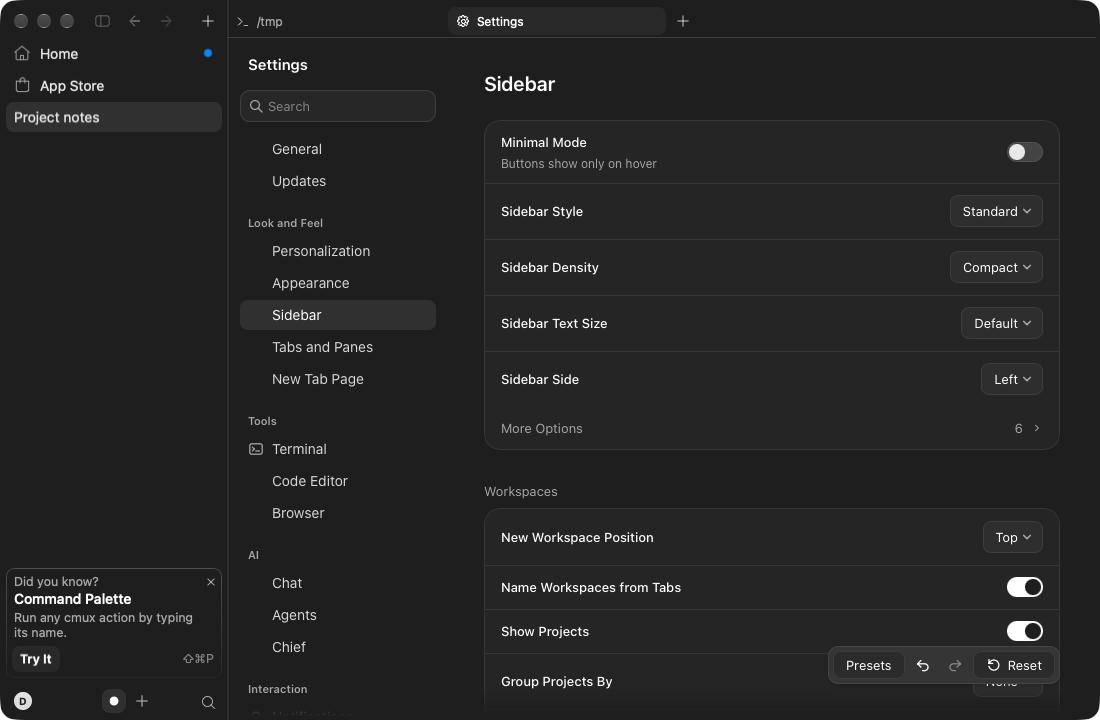 /tmp
Settings
Home
App Store
Project notes
Did you know?
Command Palette
Run any cmux action by typing
its name.
Try It
⇧⌘P
D
Settings
Search
General
Updates
Look and Feel
Personalization
Appearance
Sidebar
Tabs and Panes
New Tab Page
Tools
Terminal
Code Editor
Browser
AI
Chat
Agents
Chief
Interaction
Notifications
Sidebar
Minimal Mode
Buttons show only on hover
Sidebar Style
Standard
Sidebar Density
Compact
Sidebar Text Size
Default
Sidebar Side
Left
More Options
6
Workspaces
New Workspace Position
Top
Name Workspaces from Tabs
Show Projects
Group Projects By
None
Presets
Reset